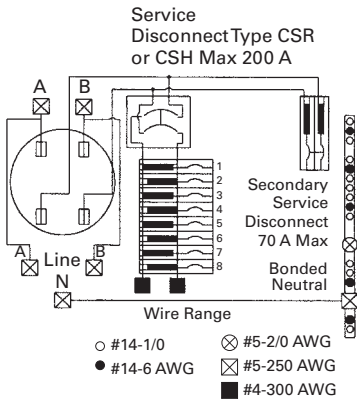 Service
Disconnect Type CSR
or CSH Max 200 A
A B
1
2
3
4
5
6
7
8
Secondary
Service
Disconnect
70 A Max
A Line B
N
Bonded
Neutral
Wire Range
#14-1/0
#14-6 AWG
#5-2/0 AWG
#5-250 AWG
#4-300 AWG